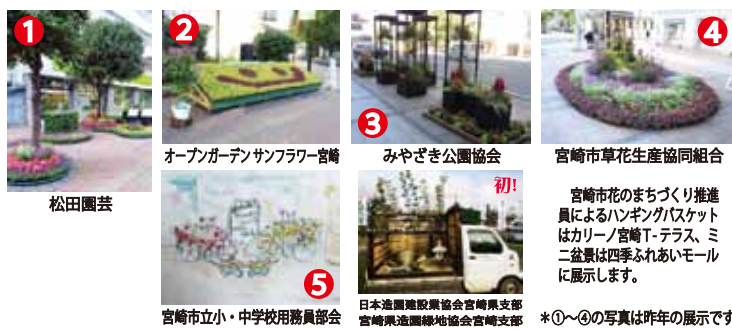 1
2
3
4
松田園芸
オープンガーデン サンフラワー宮崎
みやざき公園協会
宮崎市草花生産協同組合
5
宮崎市立小・中学校用務員部会
初!
日本造園建設業協会宮崎県支部
宮崎県造園緑地協会宮崎支部
宮崎市花のまちづくり推進
員によるハンギングバスケット
はカリーノ宮崎T-テラス、ミ
ニ盆景は四季ふれあいモール
に展示します。
*①~④の写真は昨年の展示です